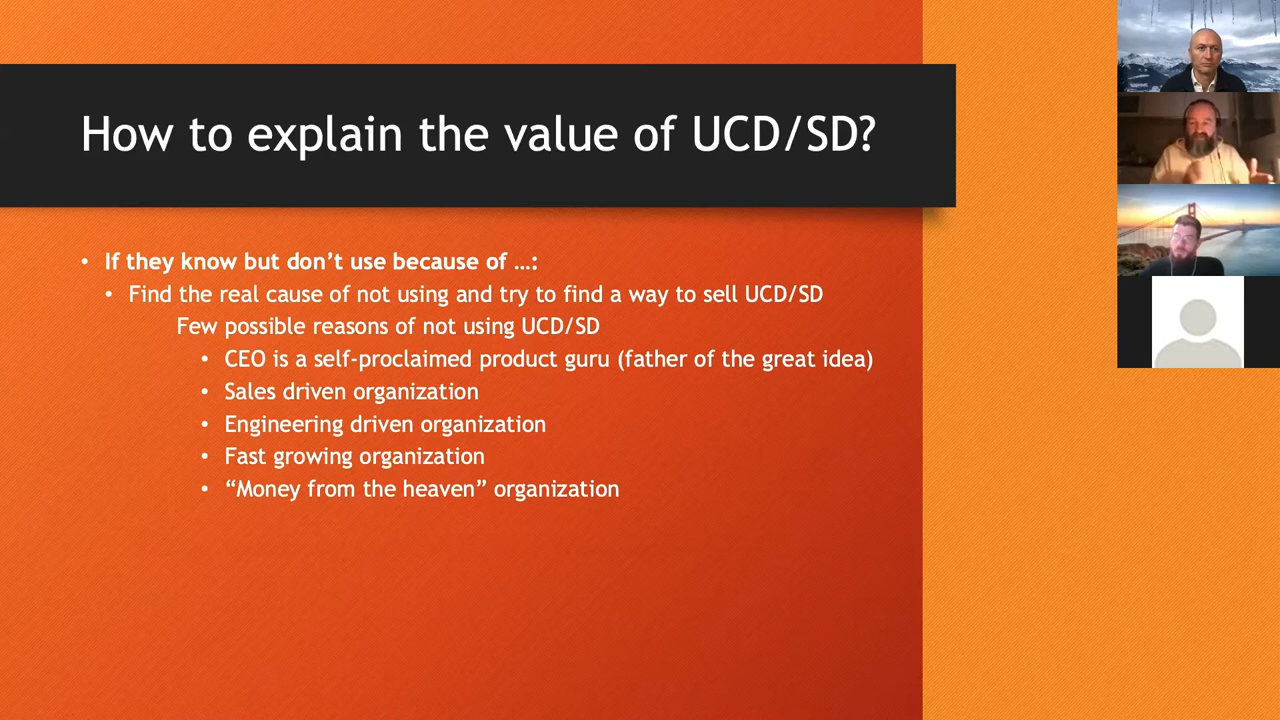 How to explain the value of UCD/SD?
• If they know but don’t use because of …:
• Find the real cause of not using and try to find a way to sell UCD/SD
Few possible reasons of not using UCD/SD
• CEO is a self-proclaimed product guru (father of the great idea)
• Sales driven organization
• Engineering driven organization
• Fast growing organization
• “Money from the heaven” organization